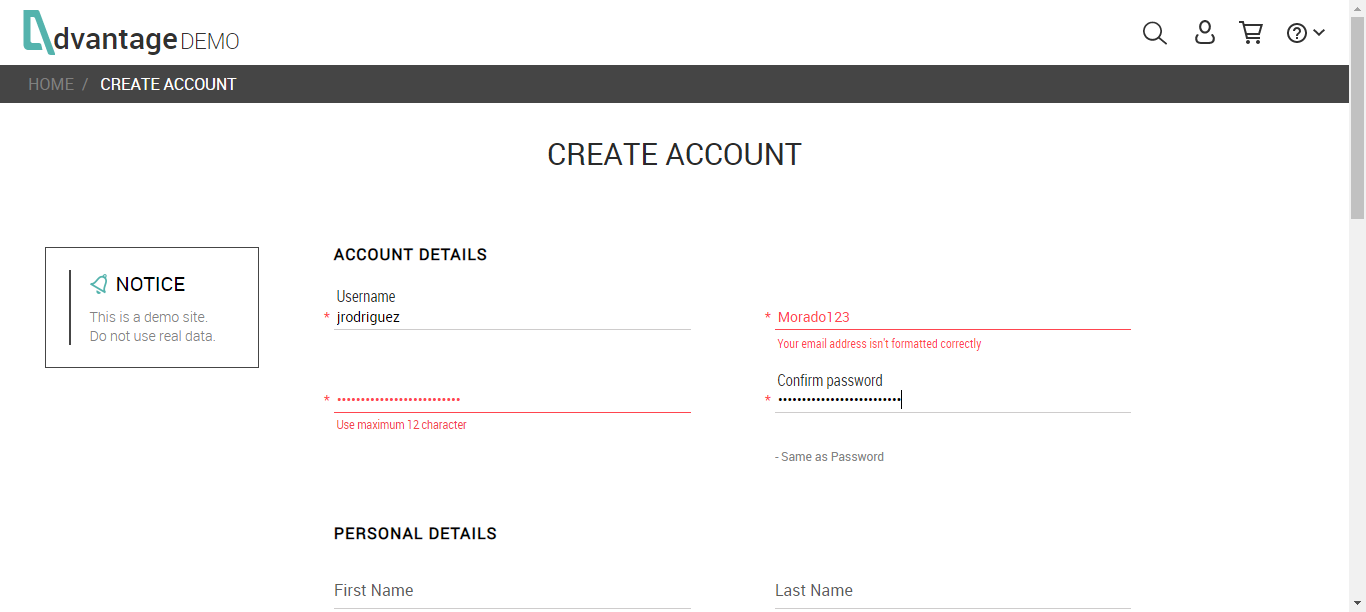 dvantage DEMO
HOME / CREATE ACCOUNT
CREATE ACCOUNT
NOTICE
This is a demo site.
Do not use real data.
ACCOUNT DETAILS
Username
* jrodriguez
* Morado123
Your email address isn't formatted correctly
* ••••••••••••••••••••••••••
Use maximum 12 character
Confirm password
* ••••••••••••••••••••••••••
- Same as Password
PERSONAL DETAILS
First Name
Last Name